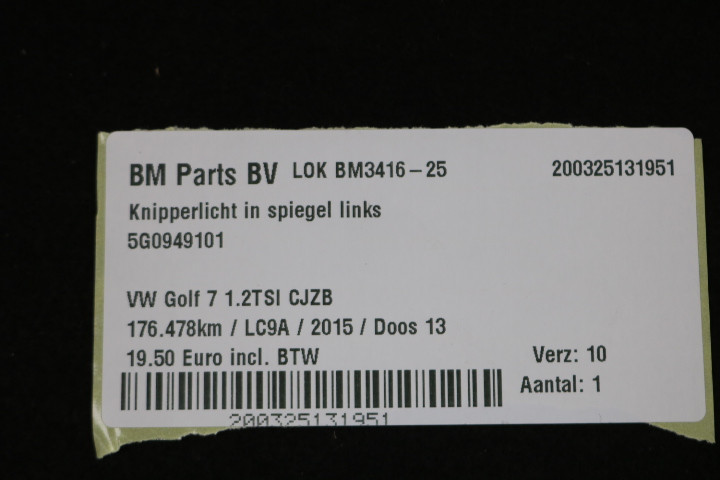 BM Parts BV LOK BM3416-25 200325131951
Knipperlicht in spiegel links
5G0949101
VW Golf 7 1.2TSI CJZB
176.478km / LC9A / 2015 / Doos 13
19.50 Euro incl. BTW Verz: 10
Aantal: 1
200325131951